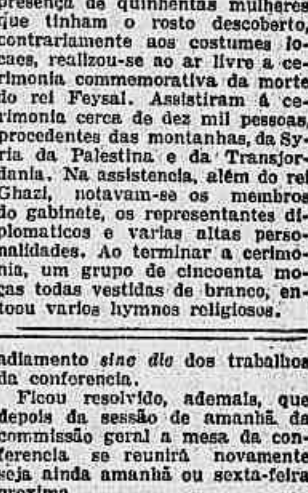 presença de quinhentas mulheres
que tinham o rosto descoberto,
contrariamente aos costumes lo-
caes, realizou-se ao ar livre a ce-
rimonia commemorativa da morte
do rei Feysal. Assistiram á ce-
rimonia cerca de dez mil pessoas,
procedentes das montanhas, da Sy-
ria da Palestina e da Transjor-
dania. Na assistencia, além do rei
Ghazi, notavam-se os membros
do gabinete, os representantes di-
plomaticos e varias altas perso-
nalidades. Ao terminar a cerimo-
nia, um grupo de cincoenta mo-
ças todas vestidas de branco, en-
toou varios hymnos religiosos.
adiamento sine die dos trabalhos
da conferencia.
Ficou resolvido, ademais, que
depois da sessão de amanhã da
commissão geral a mesa da con-
ferencia se reunirá novamente
seja ainda amanhã ou sexta-feira
proxima